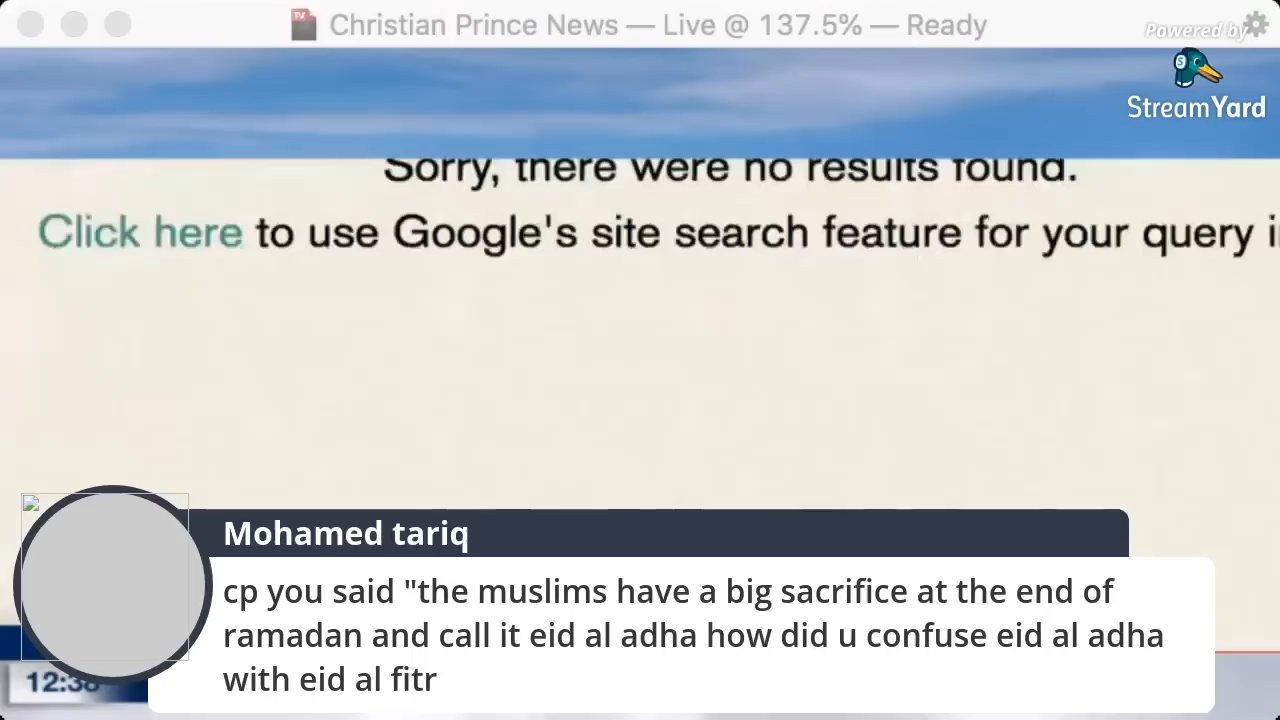 Christian Prince News — Live @ 137.5% — Ready
Powered by
StreamYard
Sorry, there were no results found.
Click here to use Google's site search feature for your query
Mohamed tariq
cp you said "the muslims have a big sacrifice at the end of
ramadan and call it eid al adha how did u confuse eid al adha
with eid al fitr
12:38